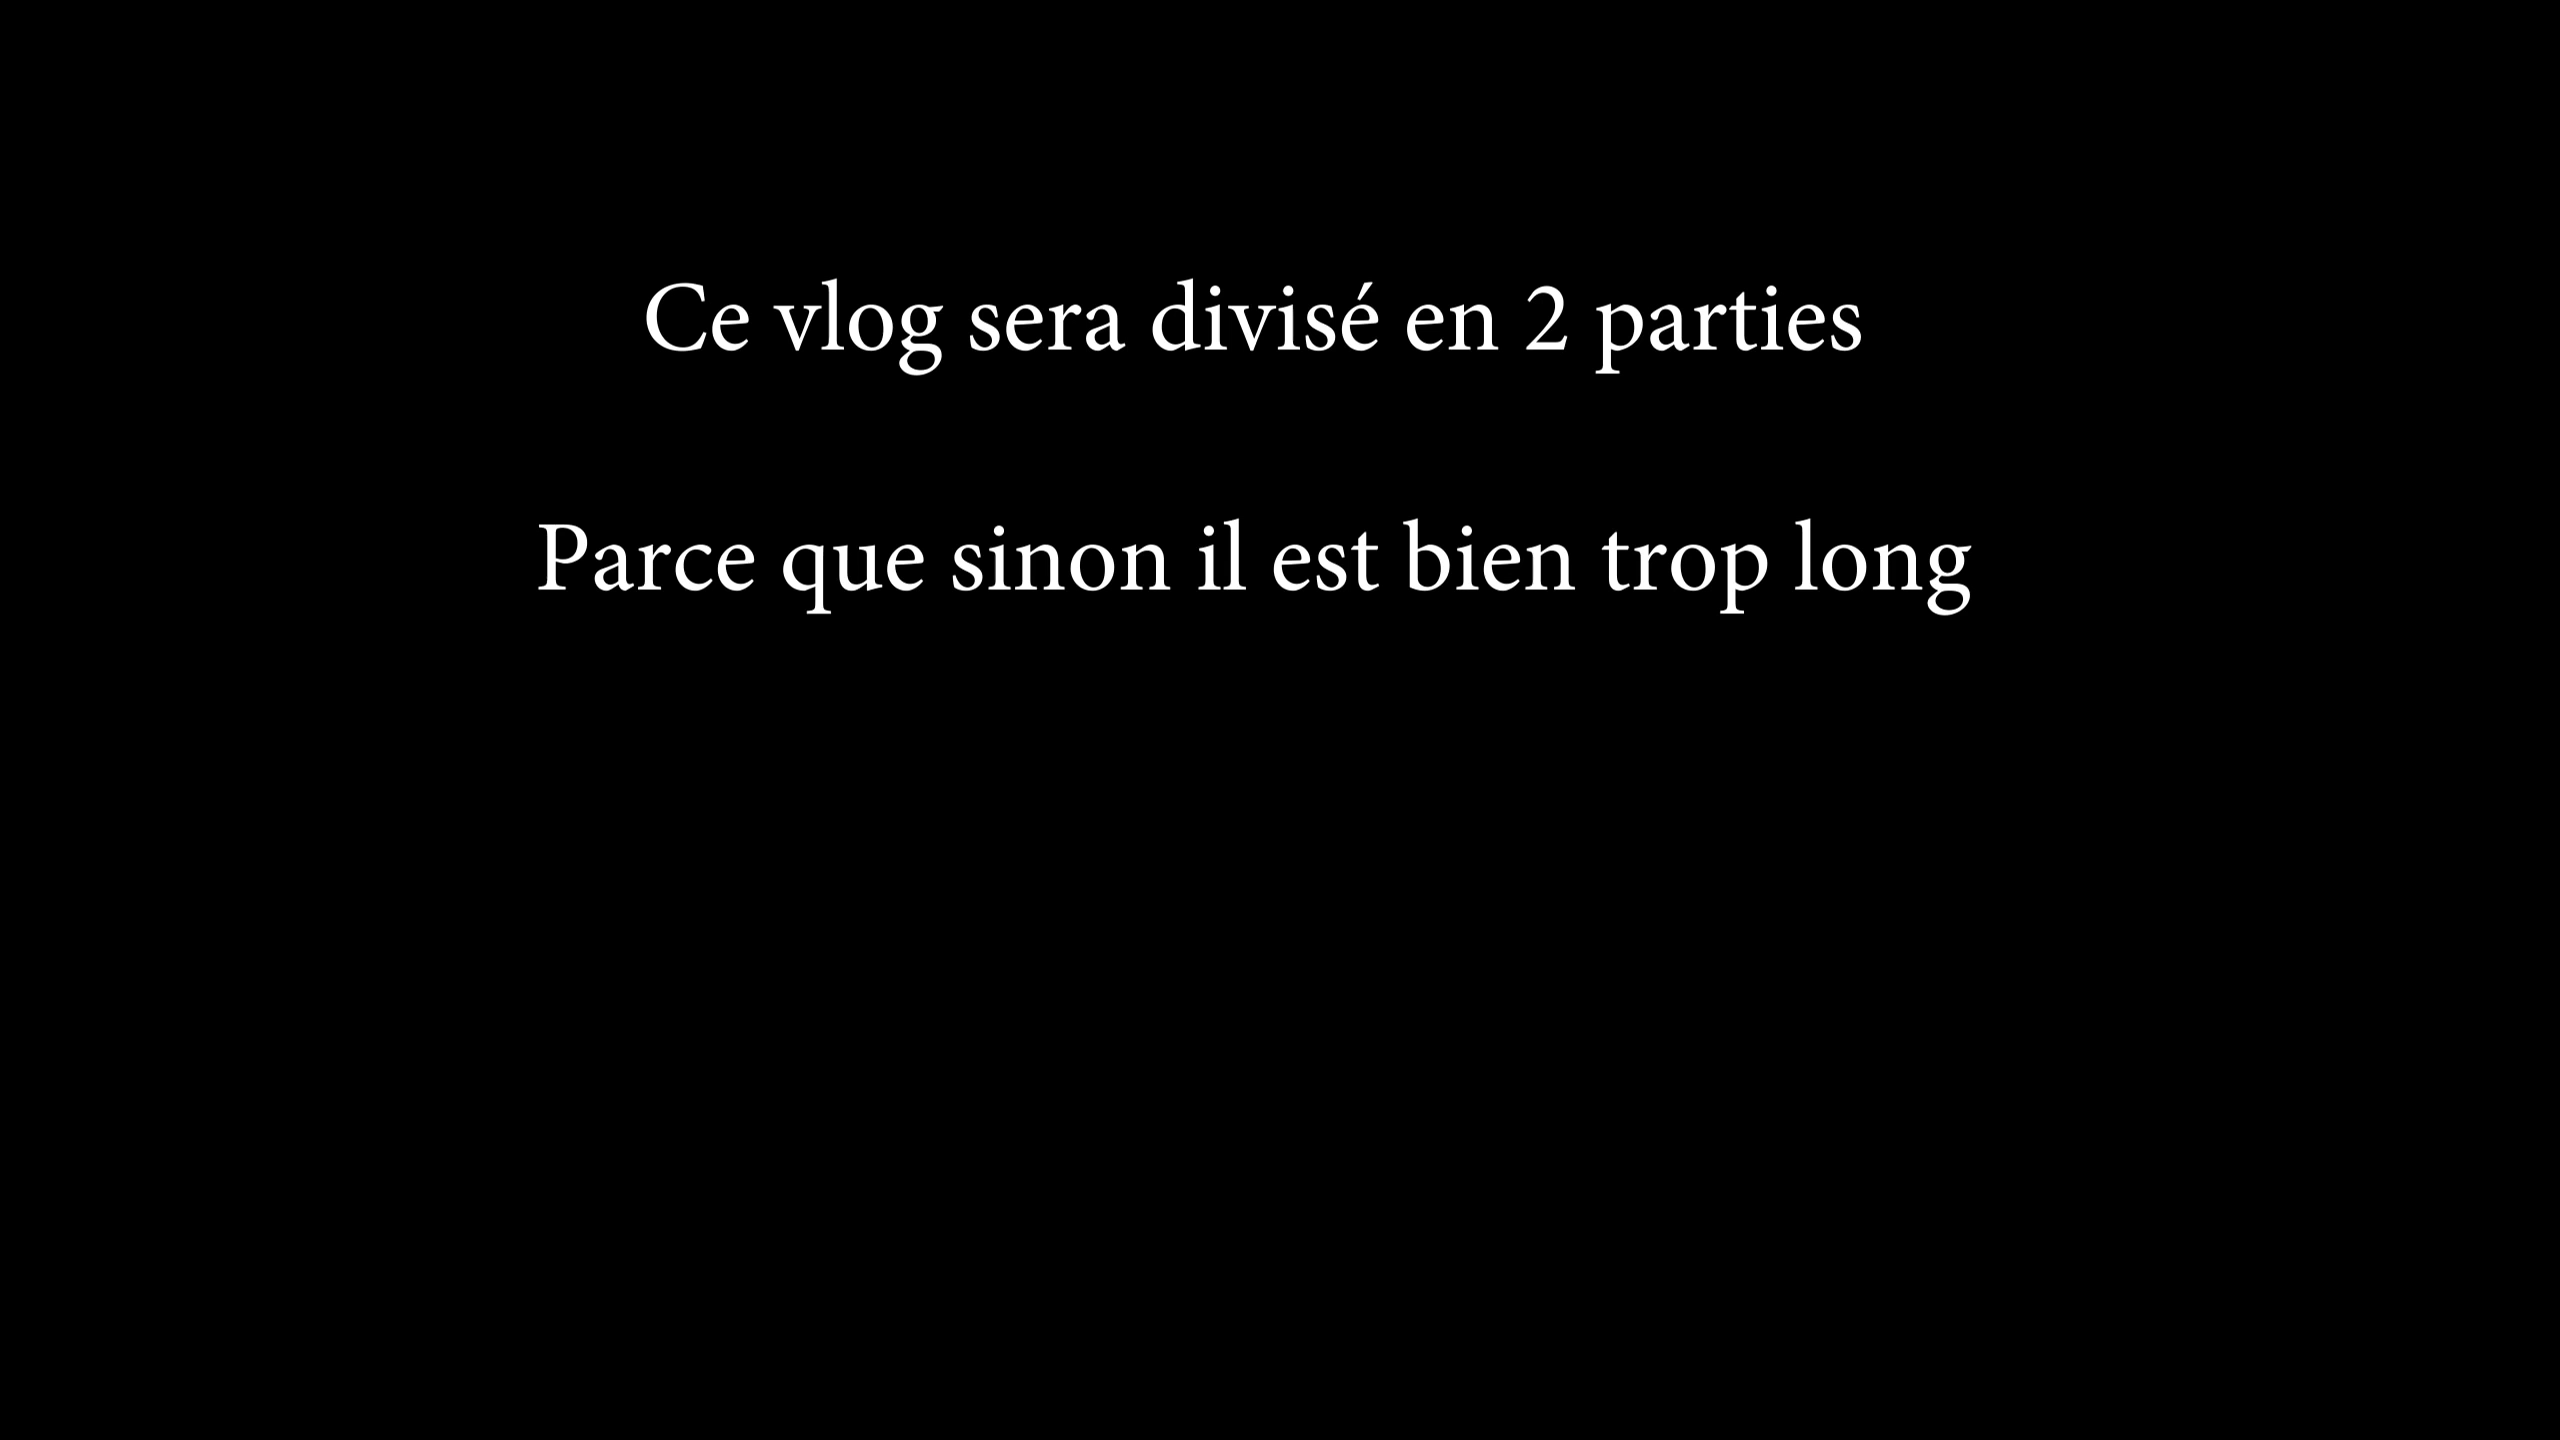 Ce vlog sera divisé en 2 parties
Parce que sinon il est bien trop long